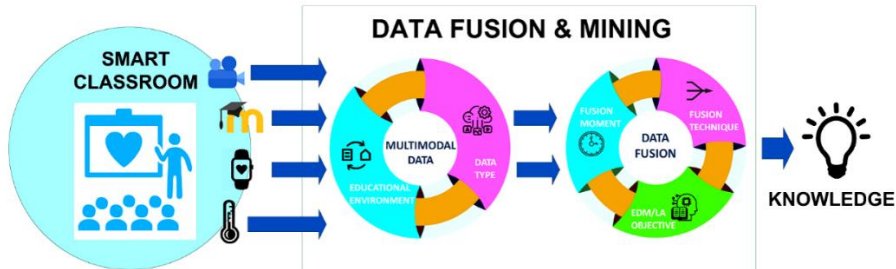 DATA FUSION & MINING
SMART
CLASSROOM
m
MULTIMODAL
DATA
DATA
TYPE
EDUCATIONAL
ENVIRONMENT
FUSION
MOMENT
FUSION
TECHNIQUE
DATA
FUSION
EDM/LA
OBJECTIVE
KNOWLEDGE